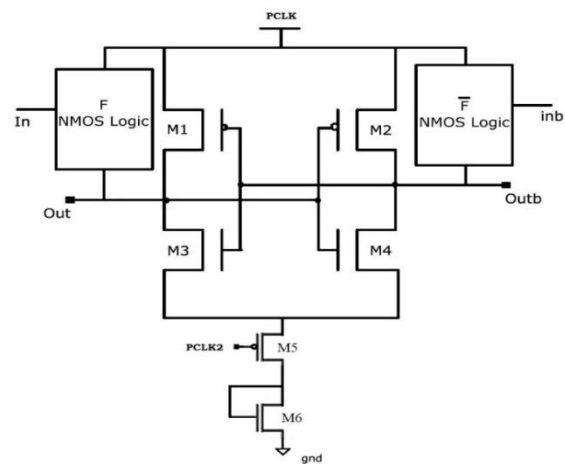 PCLK
F
NMOS Logic
F̅
NMOS Logic
In
inb
M1
M2
Out
Outb
M3
M4
PCLK2
M5
M6
gnd